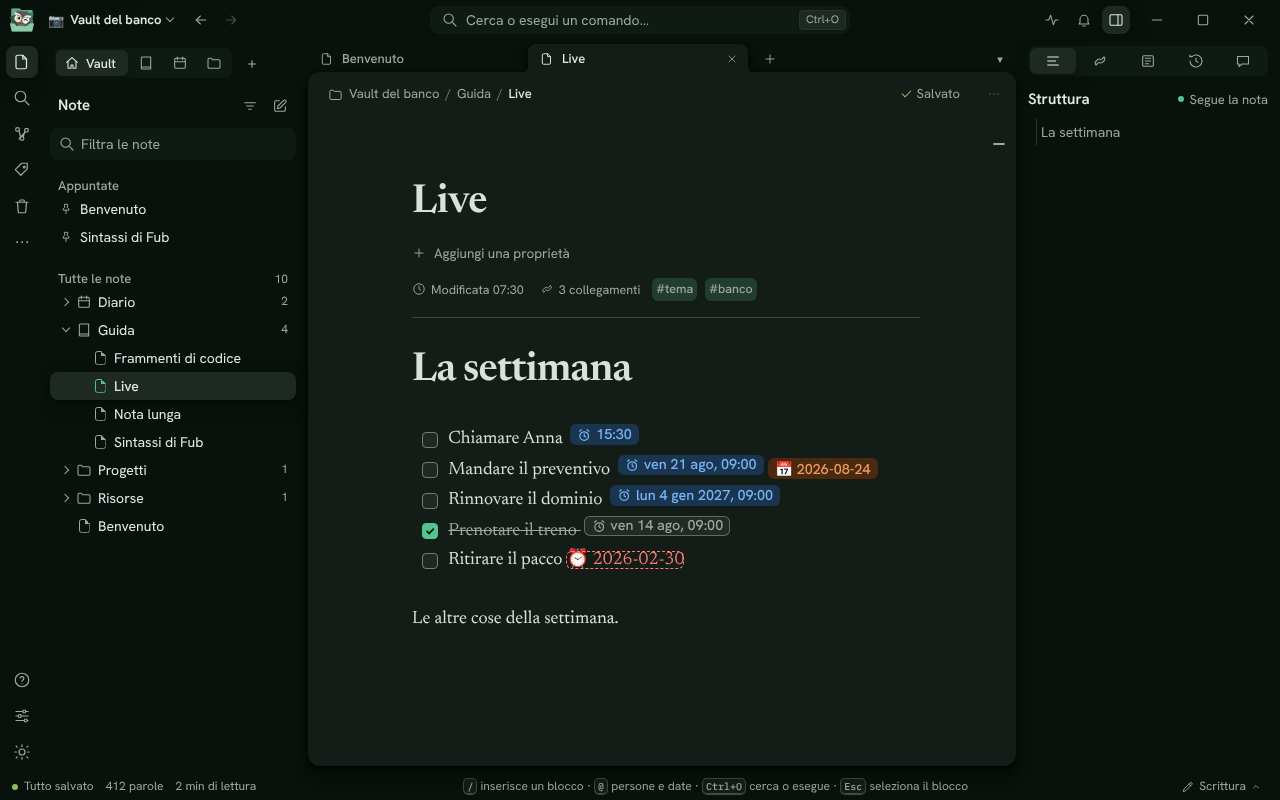 Vault del banco
Cerca o esegui un comando…
Ctrl+O
Vault
Note
Filtra le note
Appuntate
Benvenuto
Sintassi di Fub
Tutte le note 10
Diario 2
Guida 4
Frammenti di codice
Live
Nota lunga
Sintassi di Fub
Progetti 1
Risorse 1
Benvenuto
Benvenuto
Live
Vault del banco / Guida / Live
Salvato
Live
Aggiungi una proprietà
Modificata 07:30 3 collegamenti #tema #banco
La settimana
Chiamare Anna 15:30
Mandare il preventivo ven 21 ago, 09:00 📅 2026-08-24
Rinnovare il dominio lun 4 gen 2027, 09:00
Prenotare il treno ven 14 ago, 09:00
Ritirare il pacco ⏰ 2026-02-30
Le altre cose della settimana.
Struttura
Segue la nota
La settimana
Tutto salvato 412 parole 2 min di lettura
/ inserisce un blocco · @ persone e date · Ctrl+O cerca o esegue · Esc seleziona il blocco
Scrittura